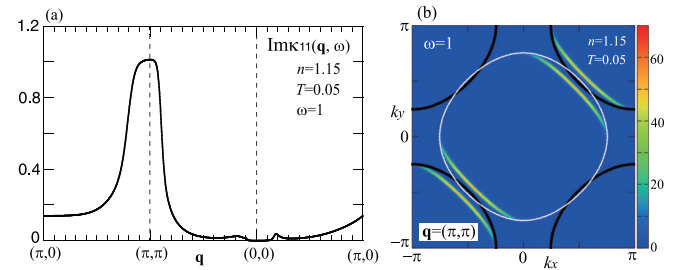 (a)
1.2
0.8
0.4
0
Imκ11(q, ω)
n=1.15
T=0.05
ω=1
(π,0)
(π,π)
q
(0,0)
(π,0)
(b)
π
ky
0
-π
ω=1
n=1.15
T=0.05
q=(π,π)
-π
0
kx
π
60
40
20
0